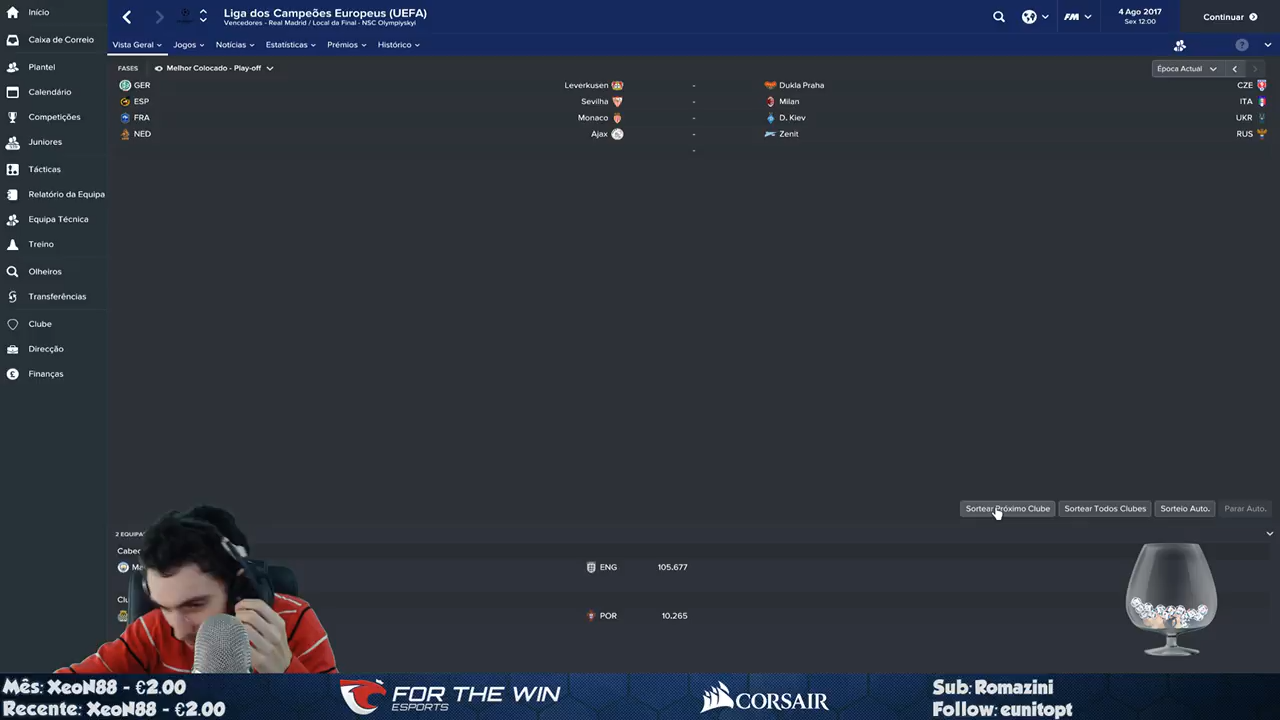 Início
Liga dos Campeões Europeus (UEFA)
Vencedores - Real Madrid / Local da Final - NSC Olympiyskyi
FM
4 Ago 2017
Sex 12:00
Continuar
Caixa de Correio
Vista Geral
Jogos
Notícias
Estatísticas
Prémios
Histórico
Plantel
FASES
Melhor Colocado - Play-off
Época Actual
GER
Leverkusen
-
Dukla Praha
CZE
ESP
Sevilha
-
Milan
ITA
FRA
Monaco
-
D. Kiev
UKR
NED
Ajax
-
Zenit
RUS
-
Calendário
Competições
Juniores
Tácticas
Relatório da Equipa
Equipa Técnica
Treino
Olheiros
Transferências
Clube
Direcção
Finanças
Sortear Próximo Clube
Sortear Todos Clubes
Sorteio Auto.
Parar Auto.
ENG
105.677
POR
10.265
Mês: XeoN88 - €2.00
Recente: XeoN88 - €2.00
FOR THE WIN
ESPORTS
CORSAIR
Sub: Romazini
Follow: eunitopt